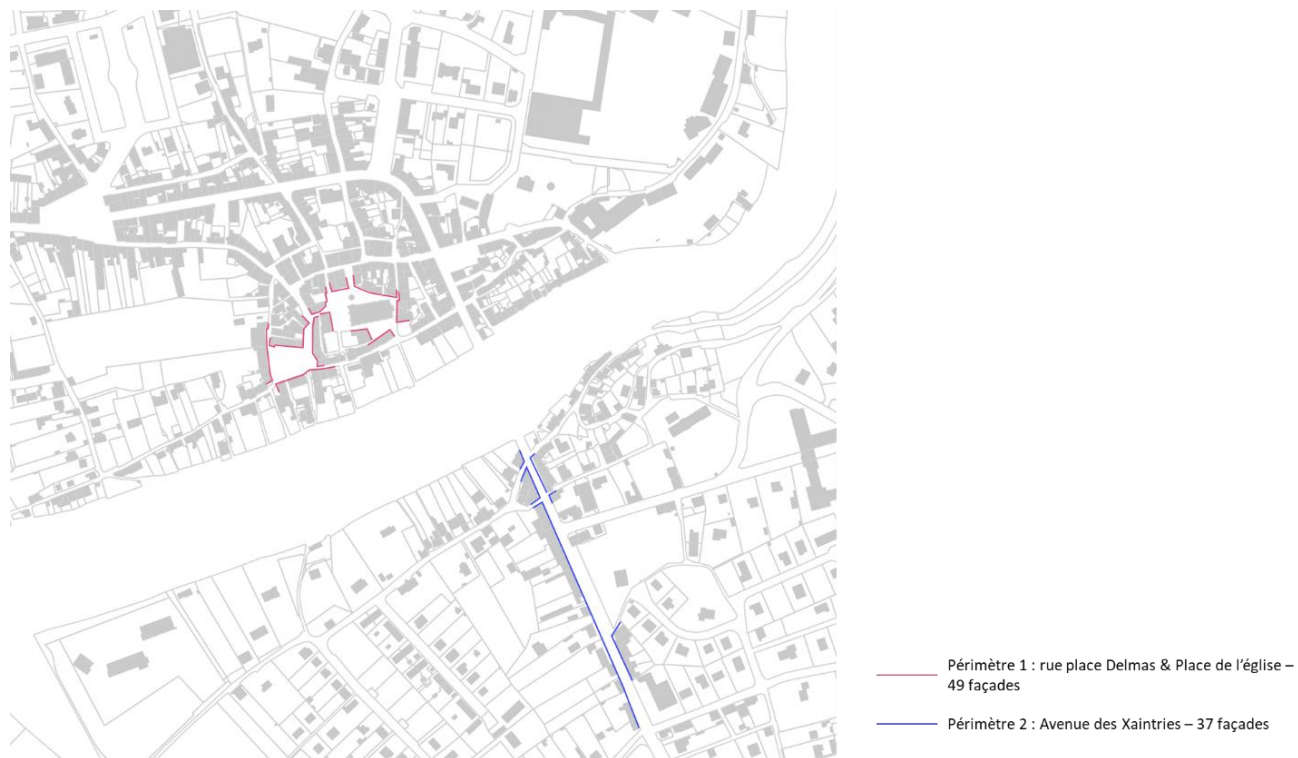 Périmètre 1 : rue place Delmas & Place de l’église –
49 façades
Périmètre 2 : Avenue des Xaintries – 37 façades